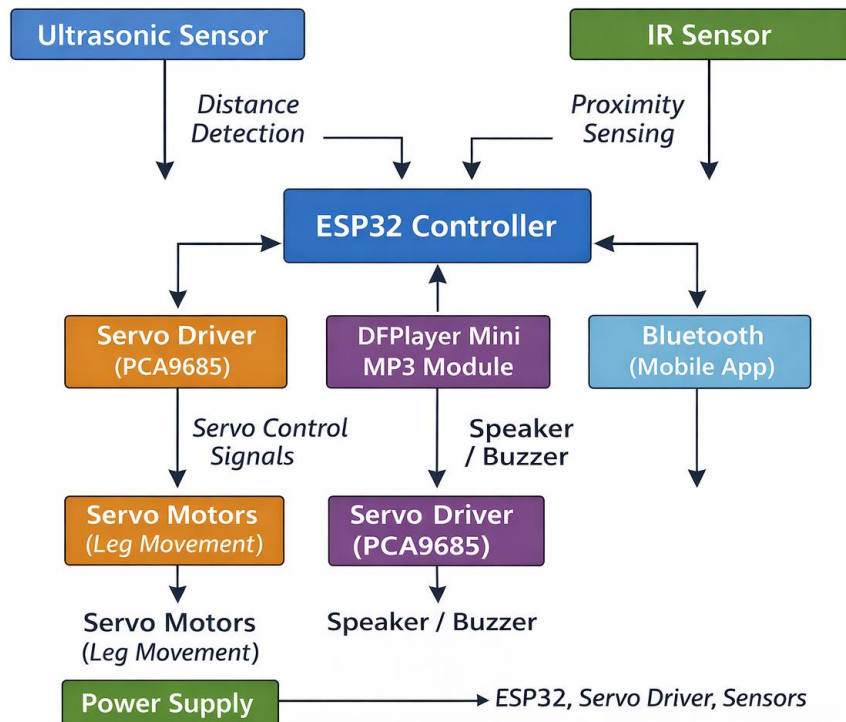 Ultrasonic Sensor
IR Sensor
Distance
Detection
Proximity
Sensing
ESP32 Controller
Servo Driver
(PCA9685)
DFPlayer Mini
MP3 Module
Bluetooth
(Mobile App)
Servo Control
Signals
Speaker
/ Buzzer
Servo Motors
(Leg Movement)
Servo Driver
(PCA9685)
Servo Motors
(Leg Movement)
Speaker / Buzzer
Power Supply
ESP32, Servo Driver, Sensors